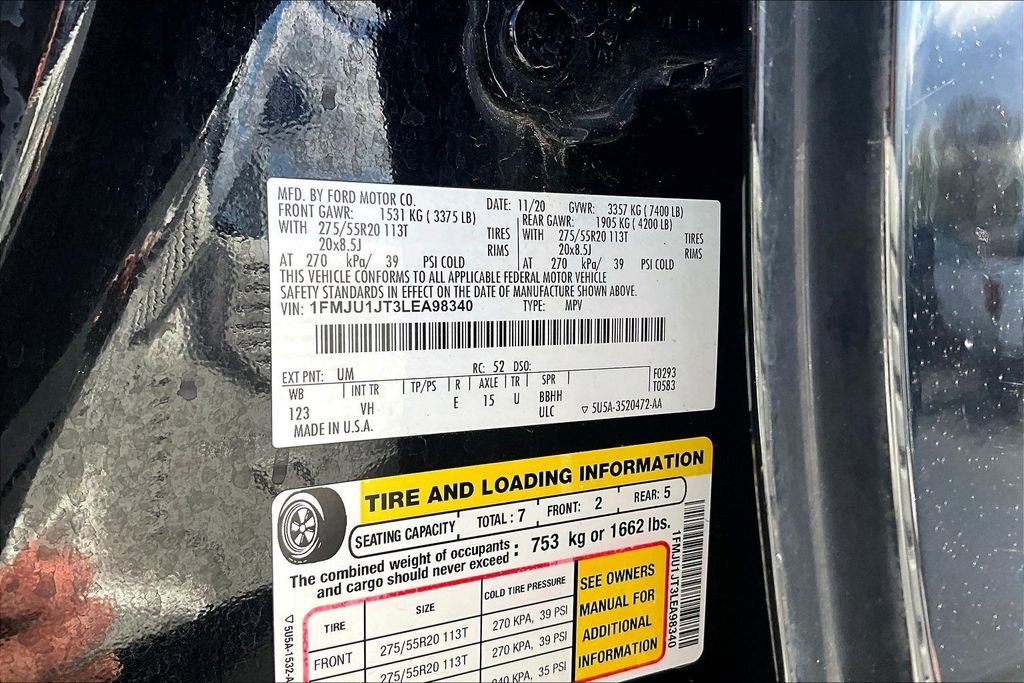 MFD. BY FORD MOTOR CO. DATE: 11/20 GVWR: 3357 KG ( 7400 LB)
FRONT GAWR: 1531 KG ( 3375 LB) REAR GAWR: 1905 KG ( 4200 LB)
WITH 275/55R20 113T TIRES WITH 275/55R20 113T TIRES
20x8.5J RIMS 20x8.5J RIMS
AT 270 kPa/ 39 PSI COLD AT 270 kPa/ 39 PSI COLD
THIS VEHICLE CONFORMS TO ALL APPLICABLE FEDERAL MOTOR VEHICLE
SAFETY STANDARDS IN EFFECT ON THE DATE OF MANUFACTURE SHOWN ABOVE.
VIN: 1FMJU1JT3LEA98340 TYPE: MPV
EXT PNT: UM RC: 52 DSO: F0293
WB INT TR TP/PS R AXLE TR SPR T0583
123 VH E 15 U BBHH
MADE IN U.S.A. ULC 5U5A-3520472-AA
TIRE AND LOADING INFORMATION
SEATING CAPACITY TOTAL : 7 FRONT: 2 REAR: 5
The combined weight of occupants and cargo should never exceed : 753 kg or 1662 lbs.
TIRE SIZE COLD TIRE PRESSURE
FRONT 275/55R20 113T 270 KPA, 39 PSI
275/55R20 113T 270 KPA, 39 PSI
KPA, 35 PSI
SEE OWNERS
MANUAL FOR
ADDITIONAL
INFORMATION
1FMJU1JT3LEA98340
5U5A-1532-A